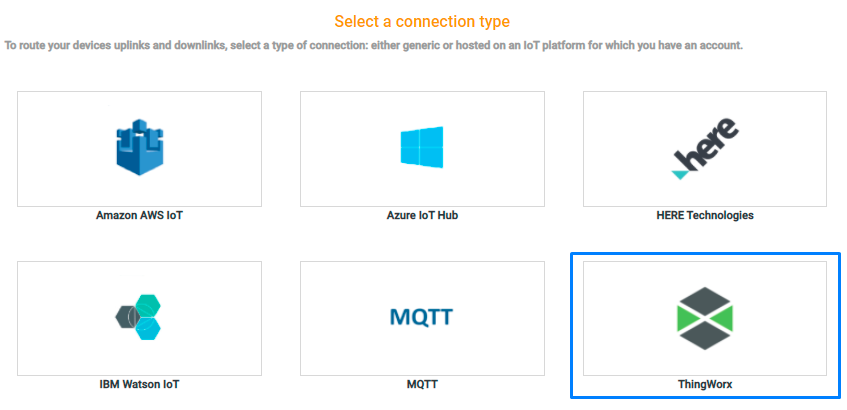 Select a connection type
To route your devices uplinks and downlinks, select a type of connection: either generic or hosted on an IoT platform for which you have an account.
here
Amazon AWS IoT
Azure IoT Hub
HERE Technologies
MQTT
IBM Watson IoT
MQTT
ThingWorx